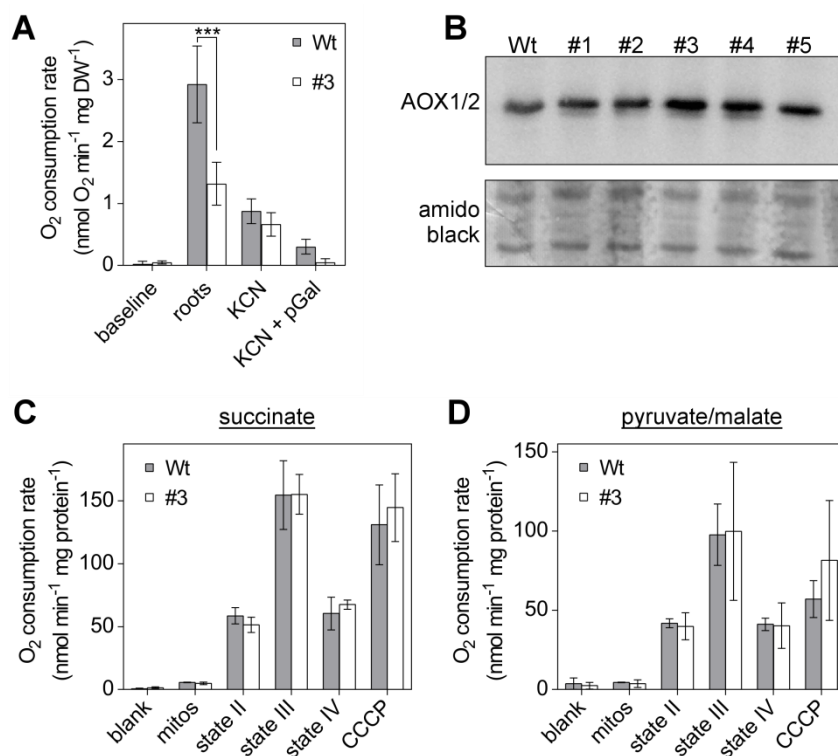 A
O₂ consumption rate
(nmol O₂ min⁻¹ mg DW⁻¹)
3
2
1
0
***
Wt
#3
baseline
roots
KCN
KCN + pGal
B
Wt #1 #2 #3 #4 #5
AOX1/2
amido
black
C
succinate
O₂ consumption rate
(nmol min⁻¹ mg protein⁻¹)
150
100
50
0
Wt
#3
blank
mitos
state II
state III
state IV
CCCP
D
pyruvate/malate
O₂ consumption rate
(nmol min⁻¹ mg protein⁻¹)
150
100
50
0
Wt
#3
blank
mitos
state II
state III
state IV
CCCP